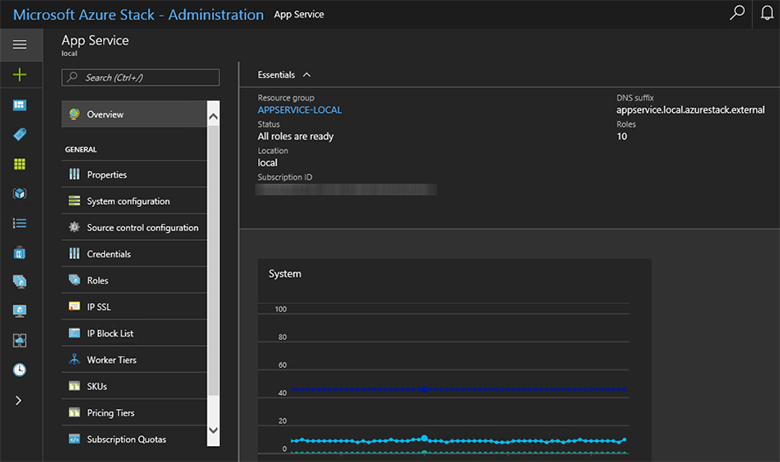 Microsoft Azure Stack - Administration App Service
App Service
local
Search (Ctrl+/)
Overview
GENERAL
Properties
System configuration
Source control configuration
Credentials
Roles
IP SSL
IP Block List
Worker Tiers
SKUs
Pricing Tiers
Subscription Quotas
Essentials
Resource group
APPSERVICE-LOCAL
Status
All roles are ready
Location
local
Subscription ID
DNS suffix
appservice.local.azurestack.external
Roles
10
System
100
80
60
40
20
0